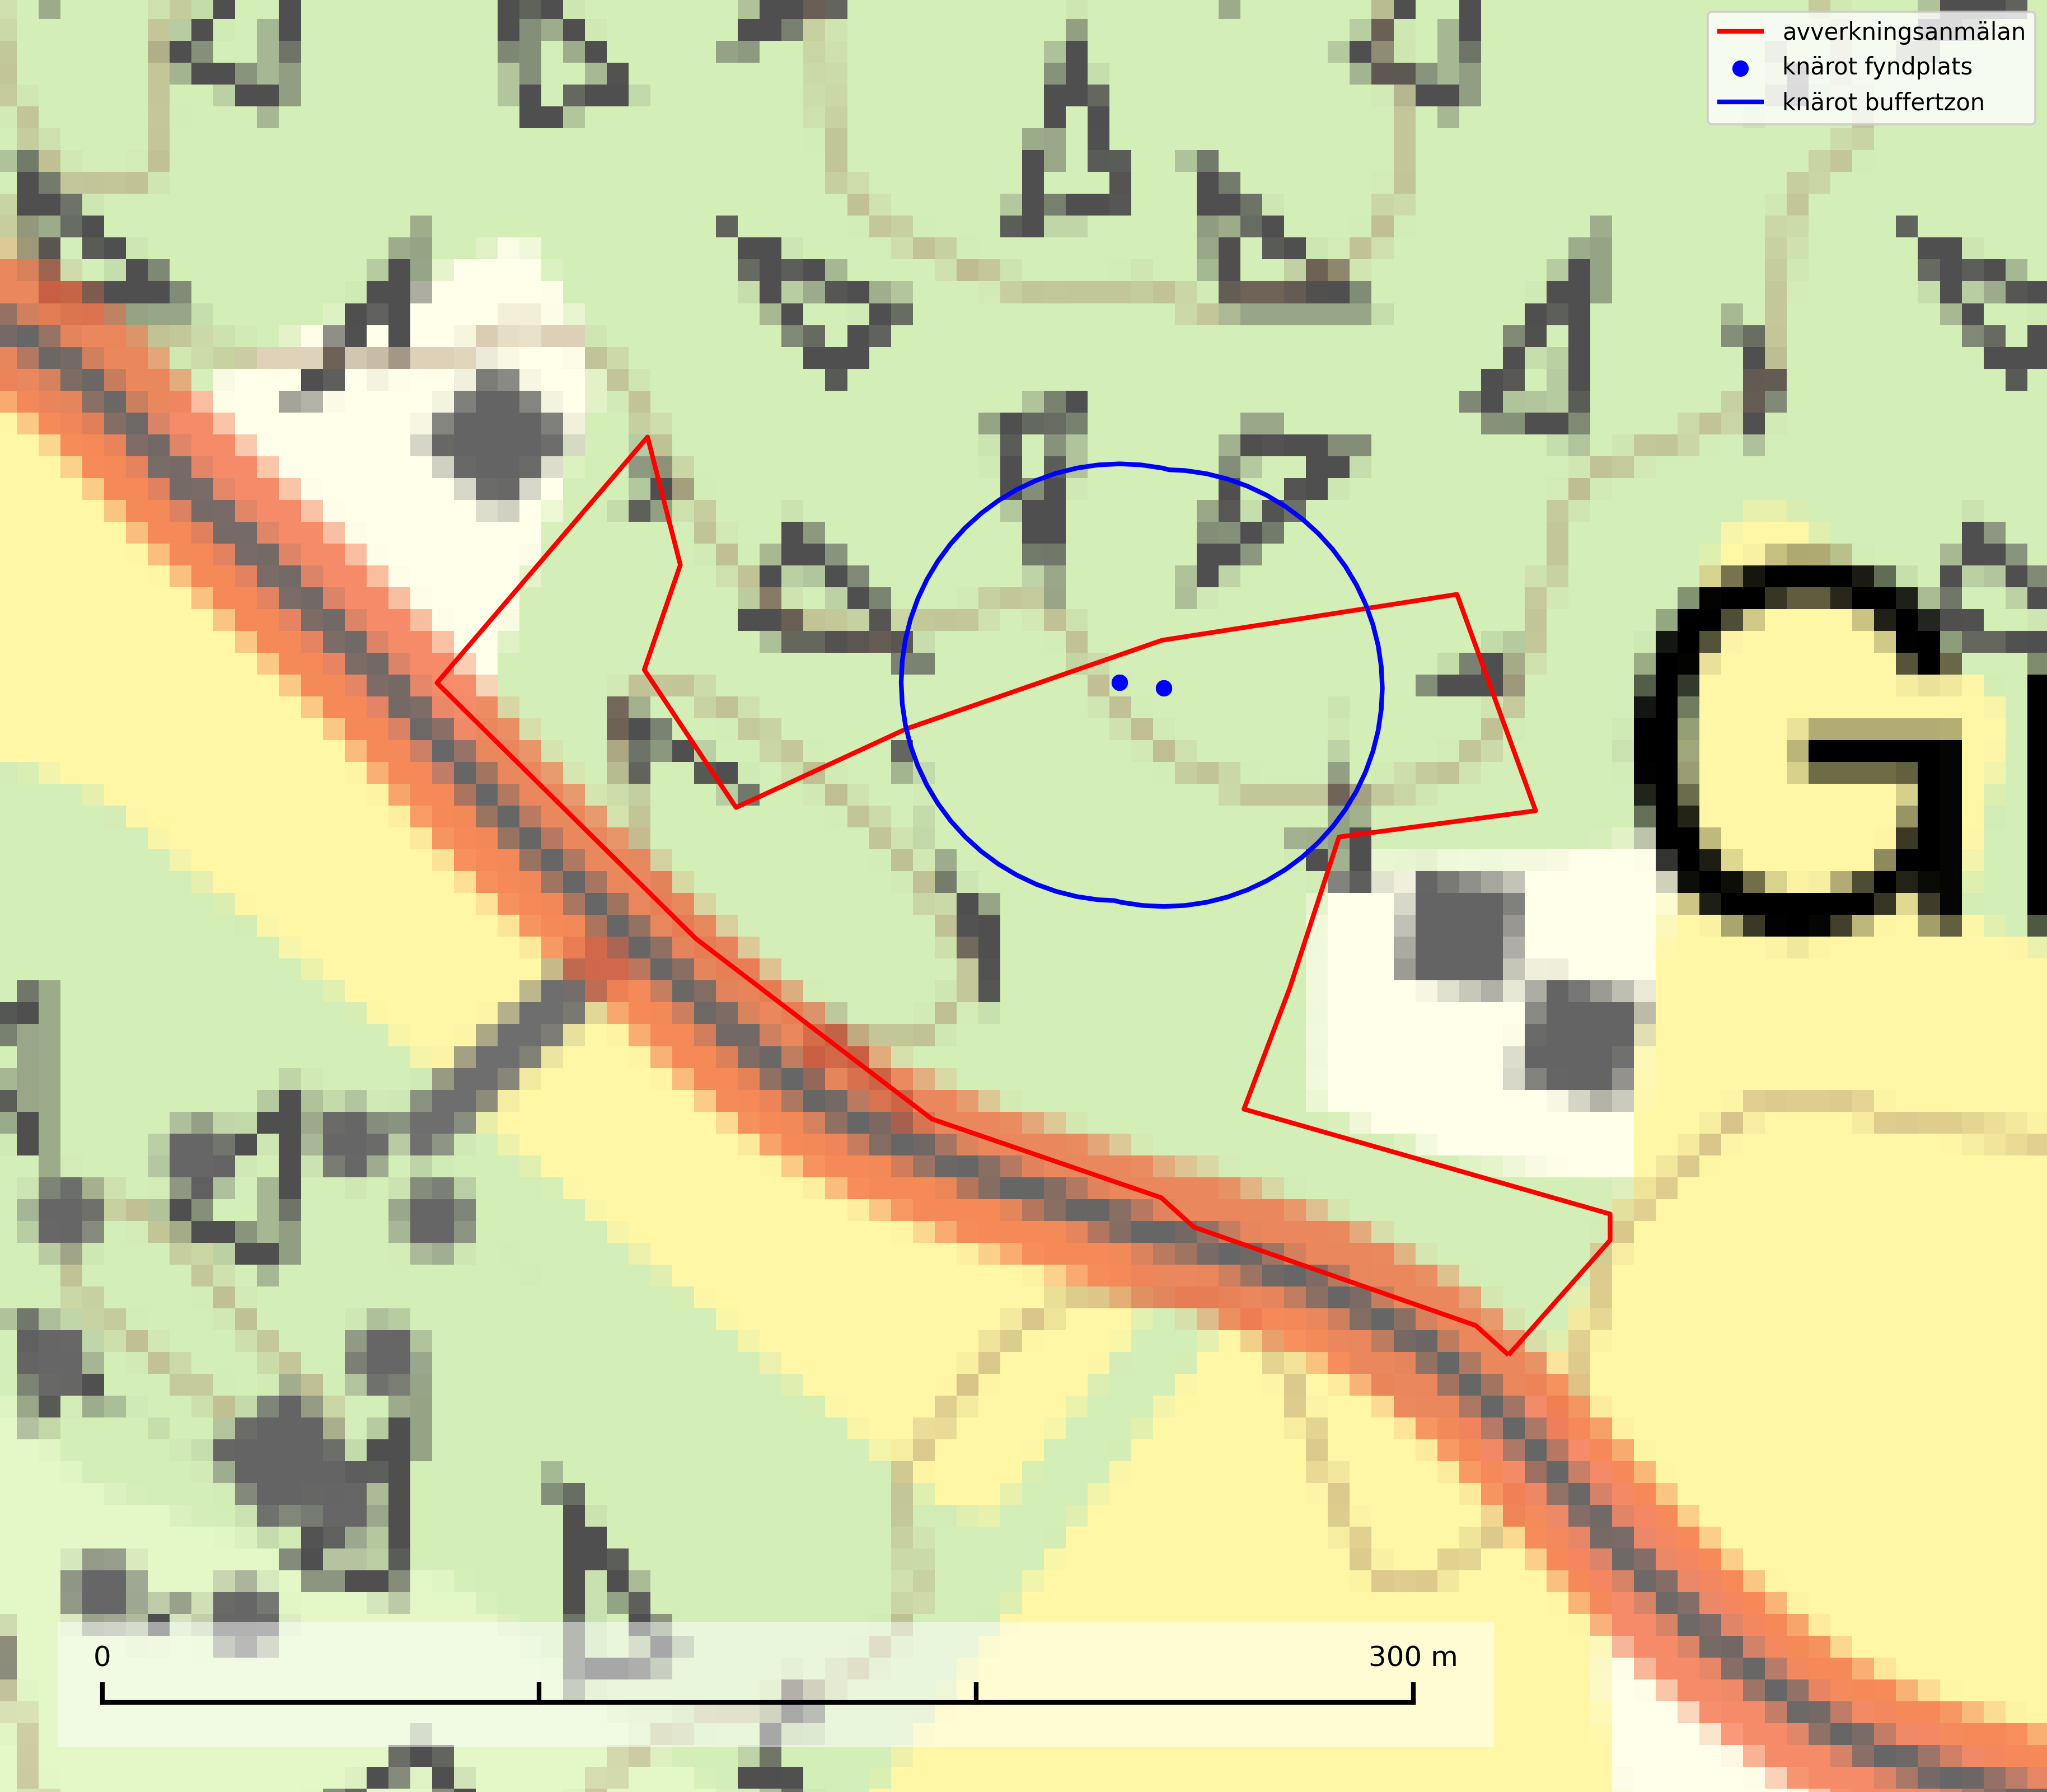 avverkningsanmälan
knärot fyndplats
knärot buffertzon
G
0 300 m